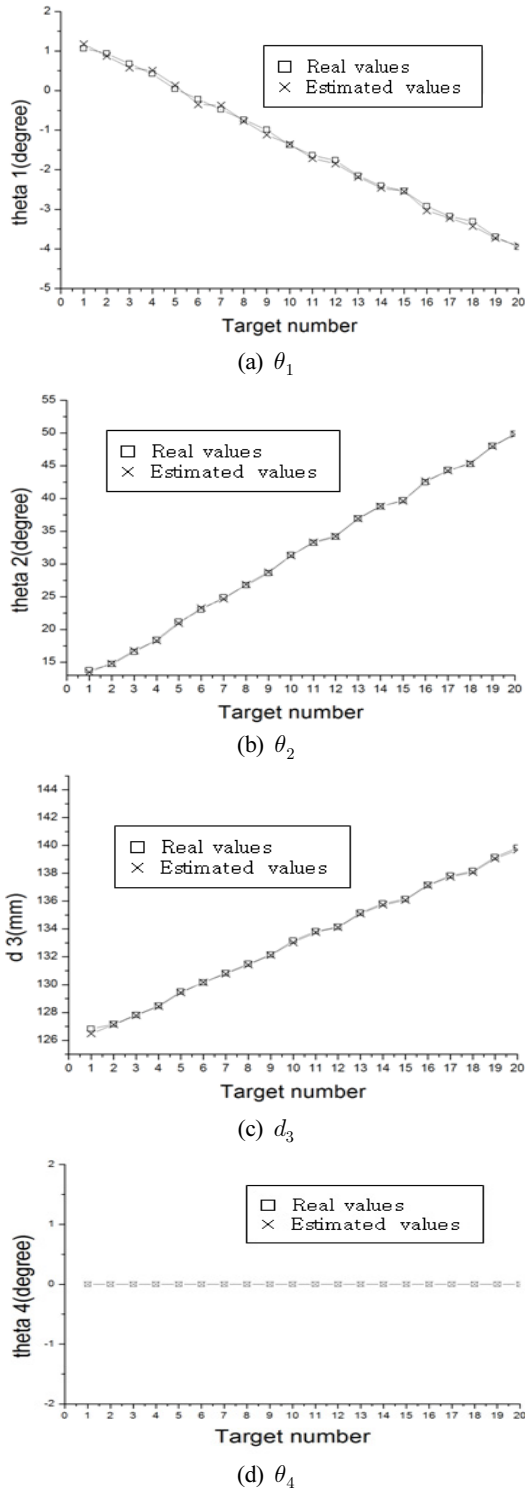 2
1
0
-1
-2
-3
-4
-5
theta 1(degree)
Real values
Estimated values
0 1 2 3 4 5 6 7 8 9 10 11 12 13 14 15 16 17 18 19 20
Target number
(a) θ₁
55
50
45
40
35
30
25
20
15
theta 2(degree)
Real values
Estimated values
0 1 2 3 4 5 6 7 8 9 10 11 12 13 14 15 16 17 18 19 20
Target number
(b) θ₂
144
142
140
138
136
134
132
130
128
126
d 3(mm)
Real values
Estimated values
0 1 2 3 4 5 6 7 8 9 10 11 12 13 14 15 16 17 18 19 20
Target number
(c) d₃
2
1
0
-1
-2
theta 4(degree)
Real values
Estimated values
0 1 2 3 4 5 6 7 8 9 10 11 12 13 14 15 16 17 18 19 20
Target number
(d) θ₄